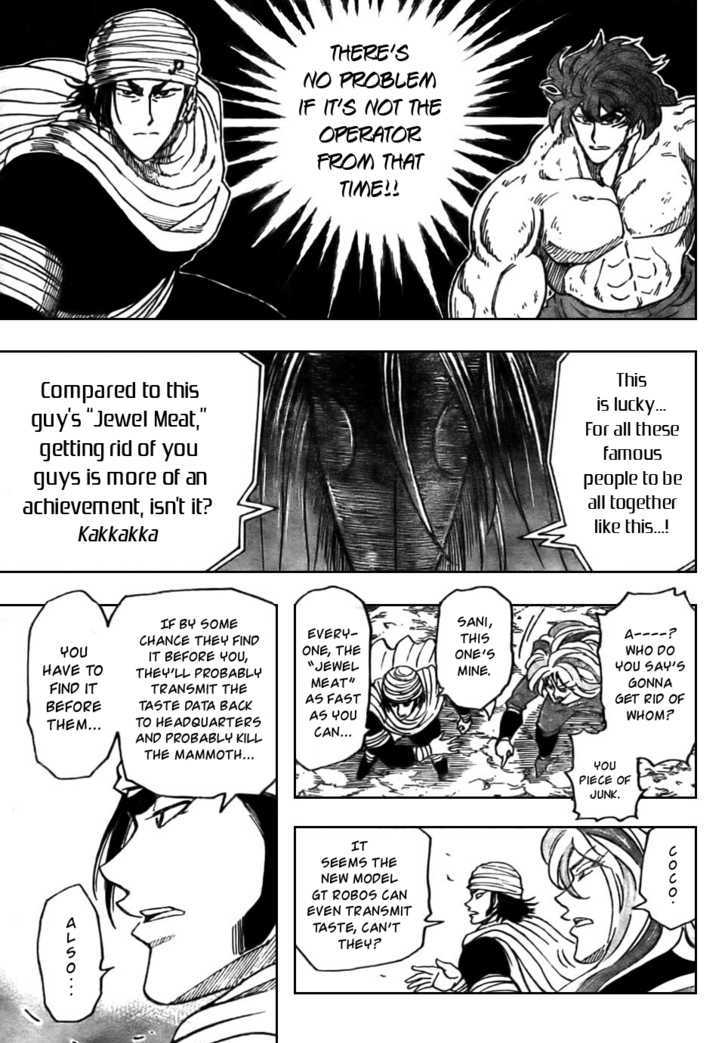 JP
THERE'S
NO PROBLEM
IF IT'S NOT THE
OPERATOR
FROM THAT
TIME!!
This
is lucky...
For all these
famous
people to be
all together
like this...!
Compared to this
guy's "Jewel Meat,"
getting rid of you
guys is more of an
achievement, isn't it?
Kakkakka
A----?
WHO DO
YOU SAY'S
GONNA
GET RID OF
WHOM?
YOU
PIECE OF
JUNK.
SANI,
THIS
ONE'S
MINE.
EVERY-
ONE, THE
"JEWEL
MEAT"
AS FAST
AS YOU
CAN...
COCO.
IT
SEEMS THE
NEW MODEL
GT ROBOS CAN
EVEN TRANSMIT
TASTE, CAN'T
THEY?
IF BY SOME
CHANCE THEY FIND
IT BEFORE YOU,
THEY'LL PROBABLY
TRANSMIT THE
TASTE DATA BACK
TO HEADQUARTERS
AND PROBABLY KILL
THE MAMMOTH...
YOU
HAVE TO
FIND IT
BEFORE
THEM...
ALSO...